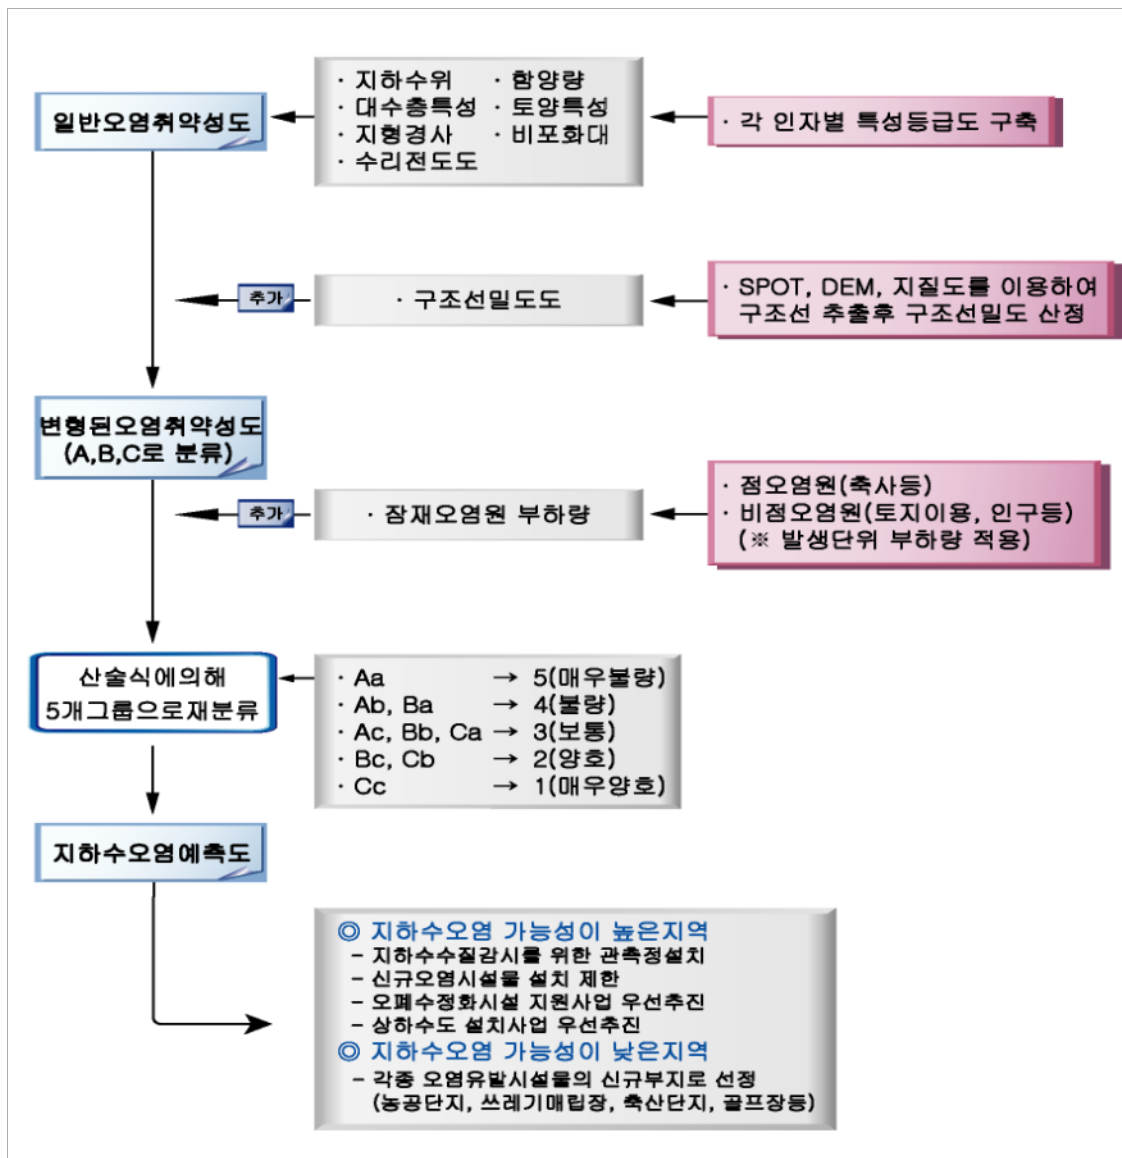 일반오염취약성도
· 지하수위 · 함양량
· 대수층특성 · 토양특성
· 지형경사 · 비포화대
· 수리전도도
· 각 인자별 특성등급도 구축
추가
· 구조선밀도도
· SPOT, DEM, 지질도를 이용하여
구조선 추출후 구조선밀도 산정
변형된오염취약성도
(A,B,C로 분류)
추가
· 잠재오염원 부하량
· 점오염원(축사등)
· 비점오염원(토지이용, 인구등)
(※ 발생단위 부하량 적용)
산술식에의해
5개그룹으로재분류
· Aa → 5(매우불량)
· Ab, Ba → 4(불량)
· Ac, Bb, Ca → 3(보통)
· Bc, Cb → 2(양호)
· Cc → 1(매우양호)
지하수오염예측도
◎ 지하수오염 가능성이 높은지역
– 지하수수질감시를 위한 관측정설치
– 신규오염시설물 설치 제한
– 오폐수정화시설 지원사업 우선추진
– 상하수도 설치사업 우선추진
◎ 지하수오염 가능성이 낮은지역
– 각종 오염유발시설물의 신규부지로 선정
(농공단지, 쓰레기매립장, 축산단지, 골프장등)